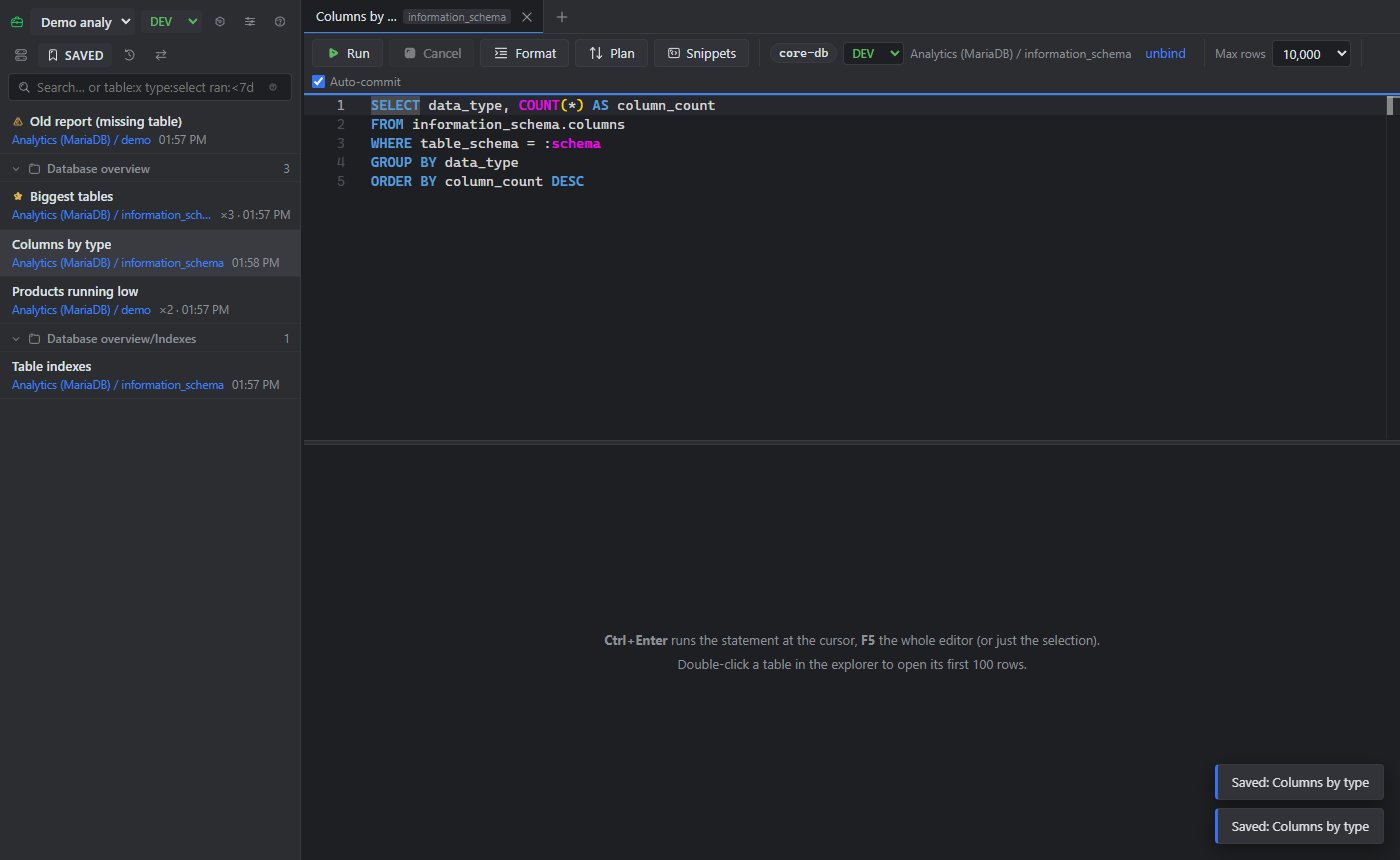 Demo analy DEV
SAVED
Search... or table:x type:select ran:<7d
Old report (missing table)
Analytics (MariaDB) / demo 01:57 PM
Database overview 3
Biggest tables
Analytics (MariaDB) / information_sch... ×3 · 01:57 PM
Columns by type
Analytics (MariaDB) / information_schema 01:58 PM
Products running low
Analytics (MariaDB) / demo ×2 · 01:57 PM
Database overview/Indexes 1
Table indexes
Analytics (MariaDB) / information_schema 01:57 PM
Columns by ... information_schema
Run Cancel Format Plan Snippets core-db DEV Analytics (MariaDB) / information_schema unbind Max rows 10,000
Auto-commit
1 SELECT data_type, COUNT(*) AS column_count
2 FROM information_schema.columns
3 WHERE table_schema = :schema
4 GROUP BY data_type
5 ORDER BY column_count DESC
Ctrl+Enter runs the statement at the cursor, F5 the whole editor (or just the selection).
Double-click a table in the explorer to open its first 100 rows.
Saved: Columns by type
Saved: Columns by type